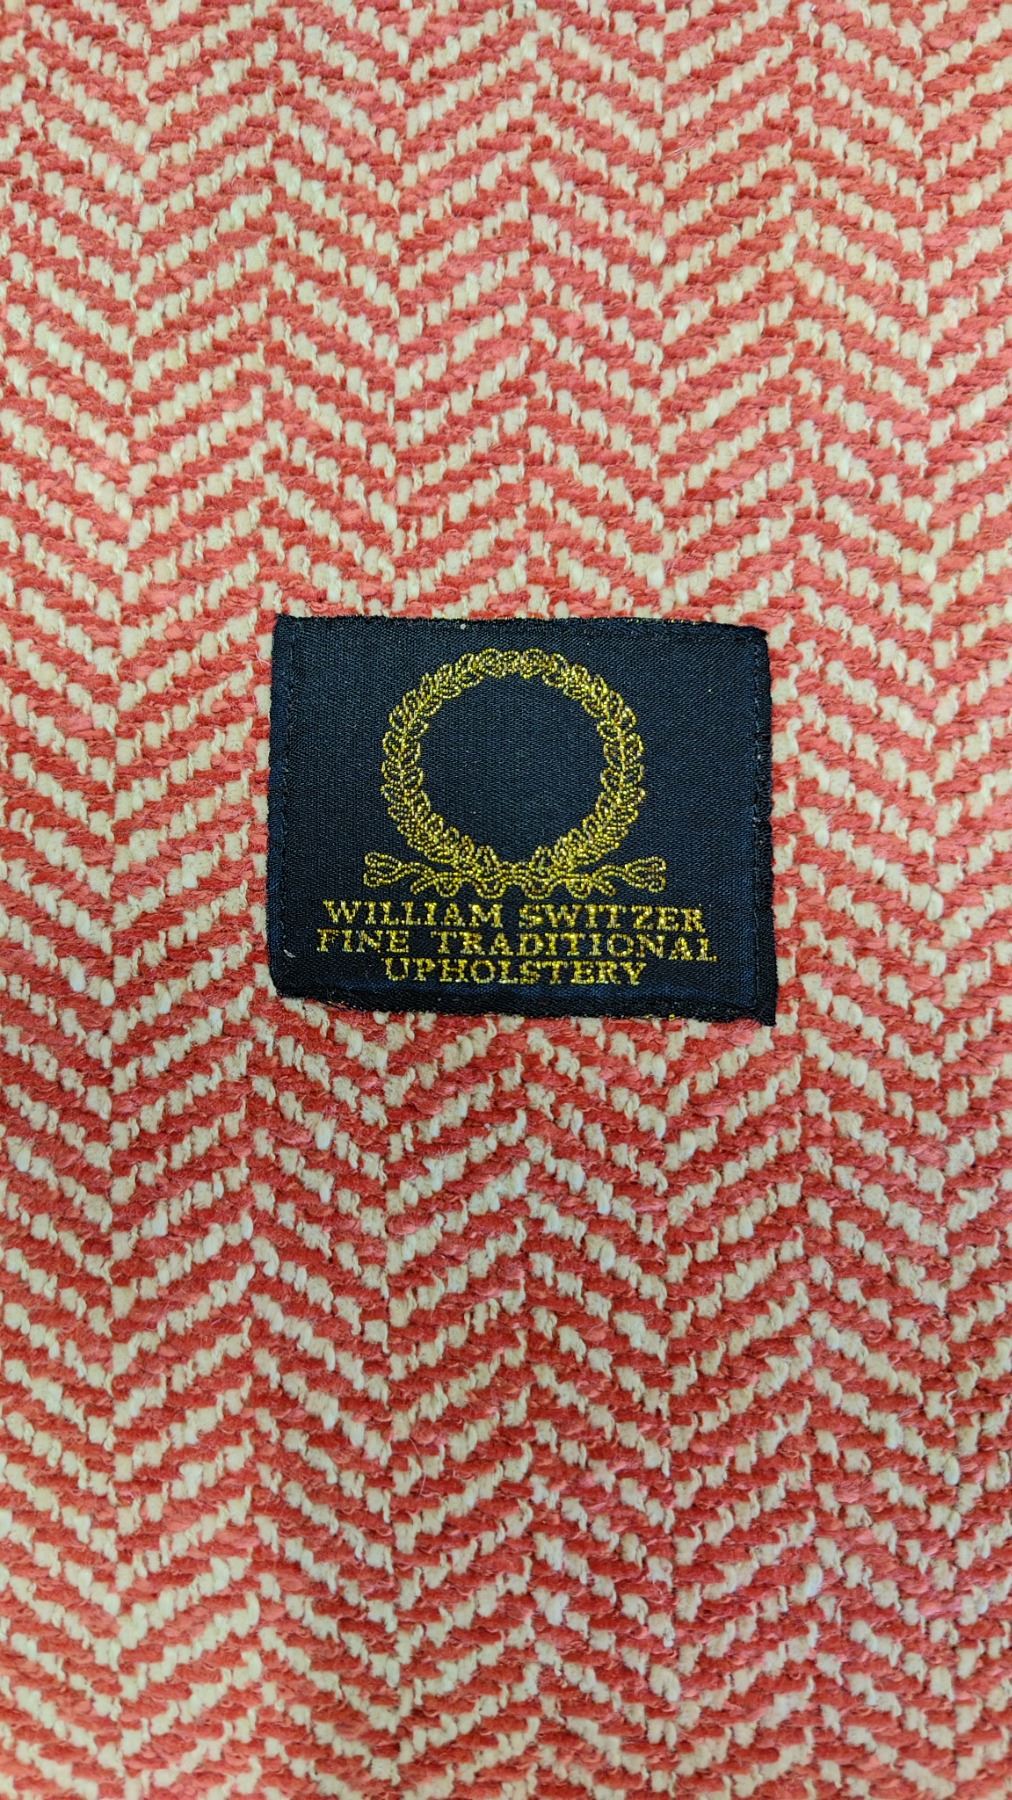 WILLIAM SWITZER
FINE TRADITIONAL
UPHOLSTERY